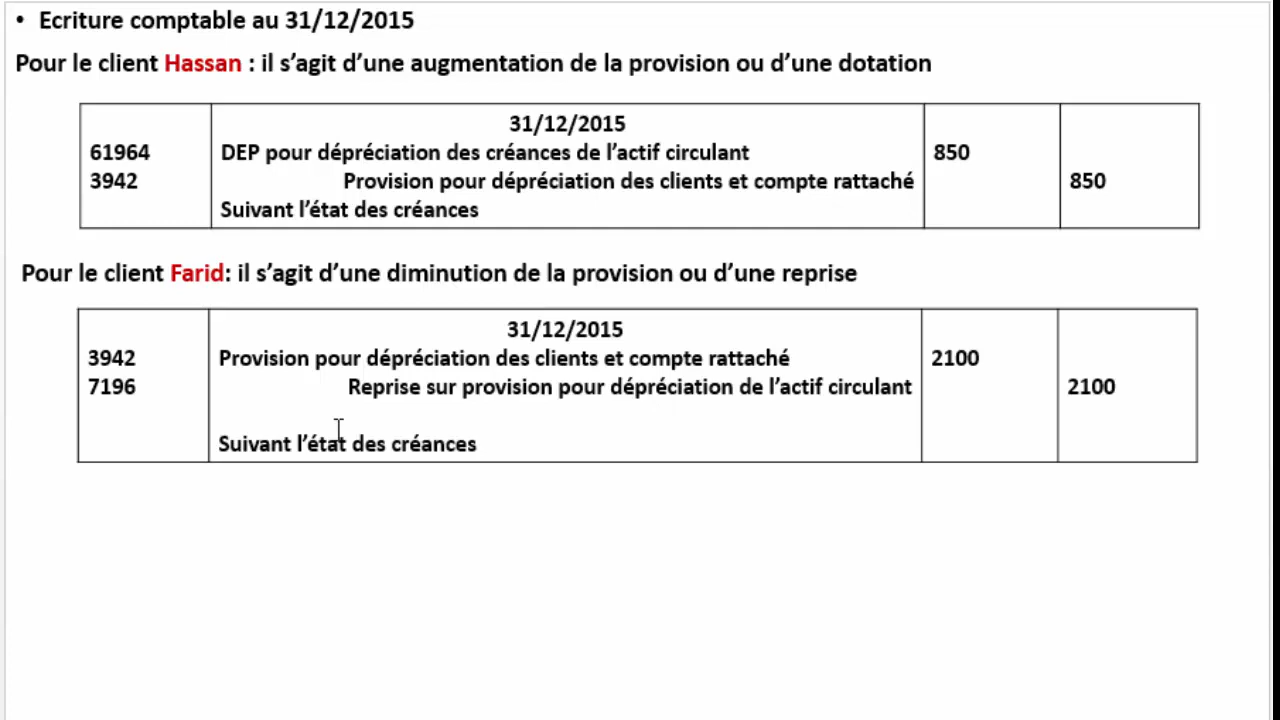 • Ecriture comptable au 31/12/2015
Pour le client Hassan : il s’agit d’une augmentation de la provision ou d’une dotation
31/12/2015
61964 DEP pour dépréciation des créances de l’actif circulant 850
3942 Provision pour dépréciation des clients et compte rattaché 850
Suivant l’état des créances
Pour le client Farid: il s’agit d’une diminution de la provision ou d’une reprise
31/12/2015
3942 Provision pour dépréciation des clients et compte rattaché 2100
7196 Reprise sur provision pour dépréciation de l’actif circulant 2100
Suivant l’état des créances